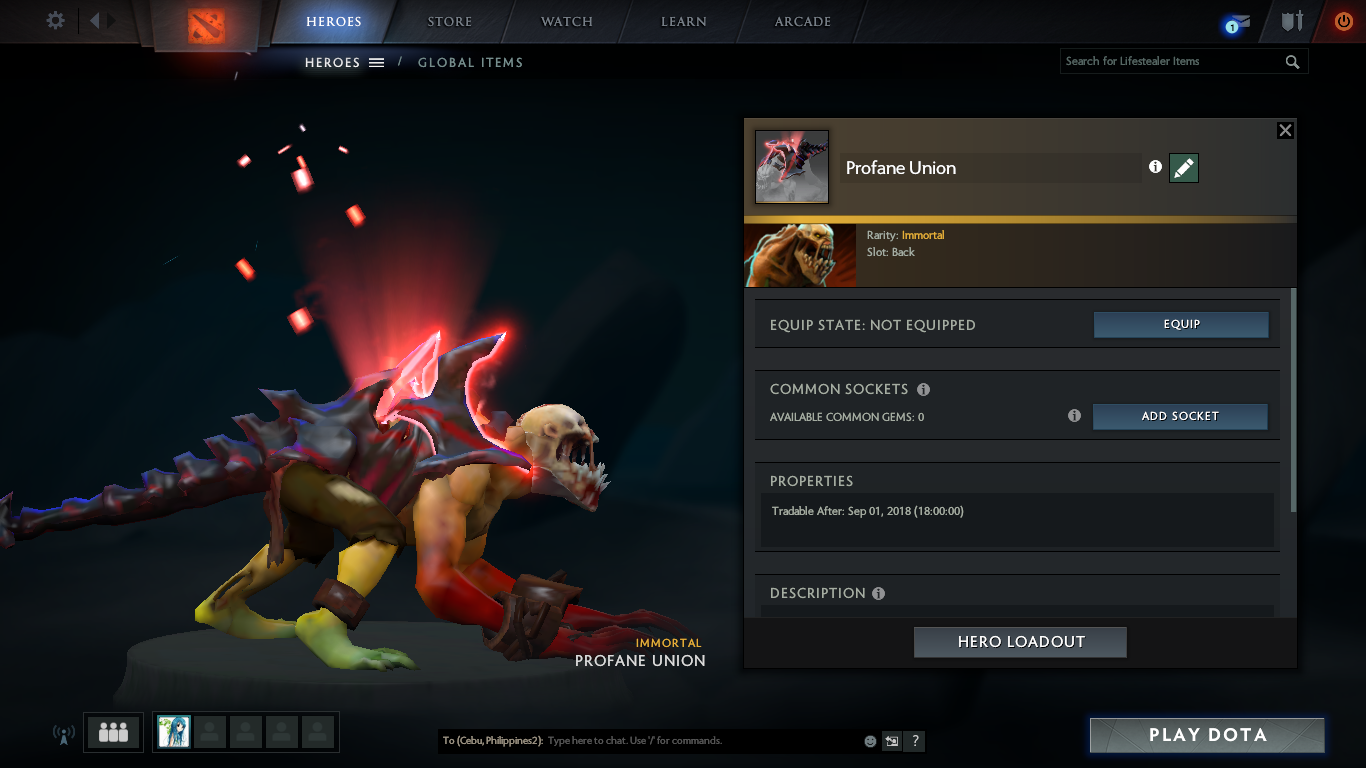 HEROES
STORE
WATCH
LEARN
ARCADE
1
HEROES / GLOBAL ITEMS
Search for Lifestealer Items
Profane Union
Rarity: Immortal
Slot: Back
EQUIP STATE: NOT EQUIPPED
EQUIP
COMMON SOCKETS
AVAILABLE COMMON GEMS: 0
ADD SOCKET
PROPERTIES
Tradable After: Sep 01, 2018 (18:00:00)
DESCRIPTION
HERO LOADOUT
IMMORTAL
PROFANE UNION
To (Cebu, Philippines2): Type here to chat. Use '/' for commands.
?
PLAY DOTA